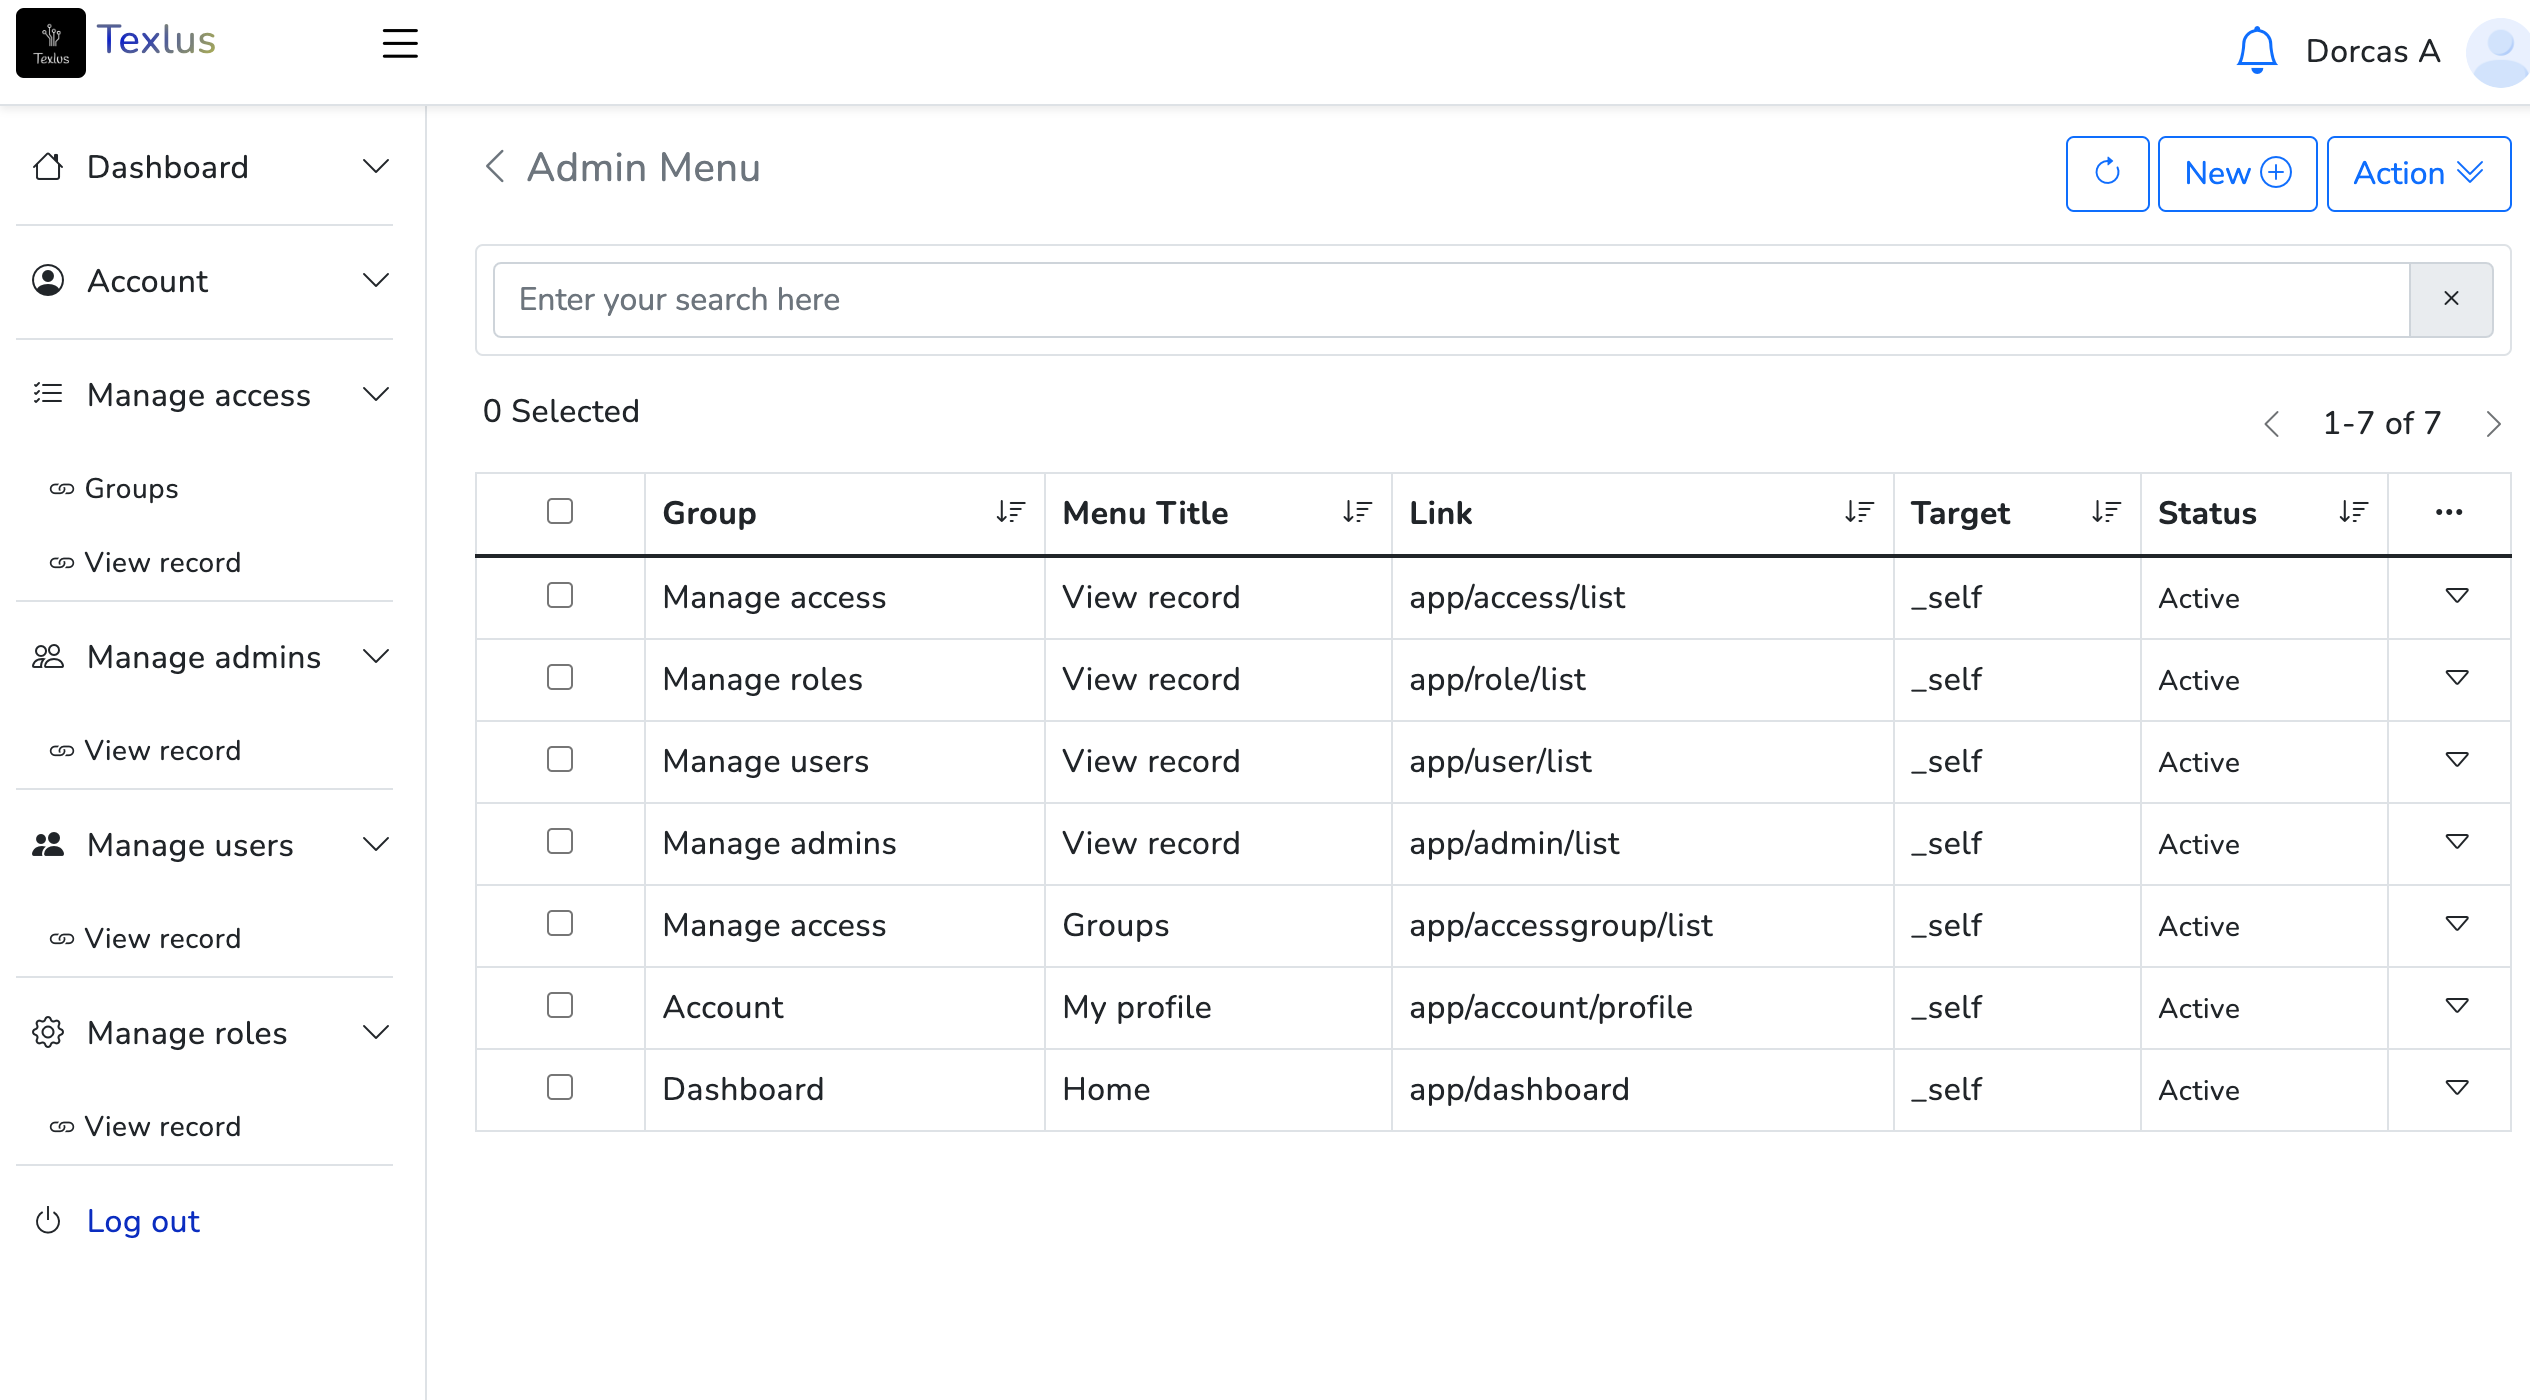 Texlus
Texlus
Dorcas A
Dashboard
Account
Manage access
Groups
View record
Manage admins
View record
Manage users
View record
Manage roles
View record
Log out
Admin Menu
New
Action
Enter your search here
0 Selected
1-7 of 7
Group Menu Title Link Target Status ...
Manage access View record app/access/list _self Active
Manage roles View record app/role/list _self Active
Manage users View record app/user/list _self Active
Manage admins View record app/admin/list _self Active
Manage access Groups app/accessgroup/list _self Active
Account My profile app/account/profile _self Active
Dashboard Home app/dashboard _self Active